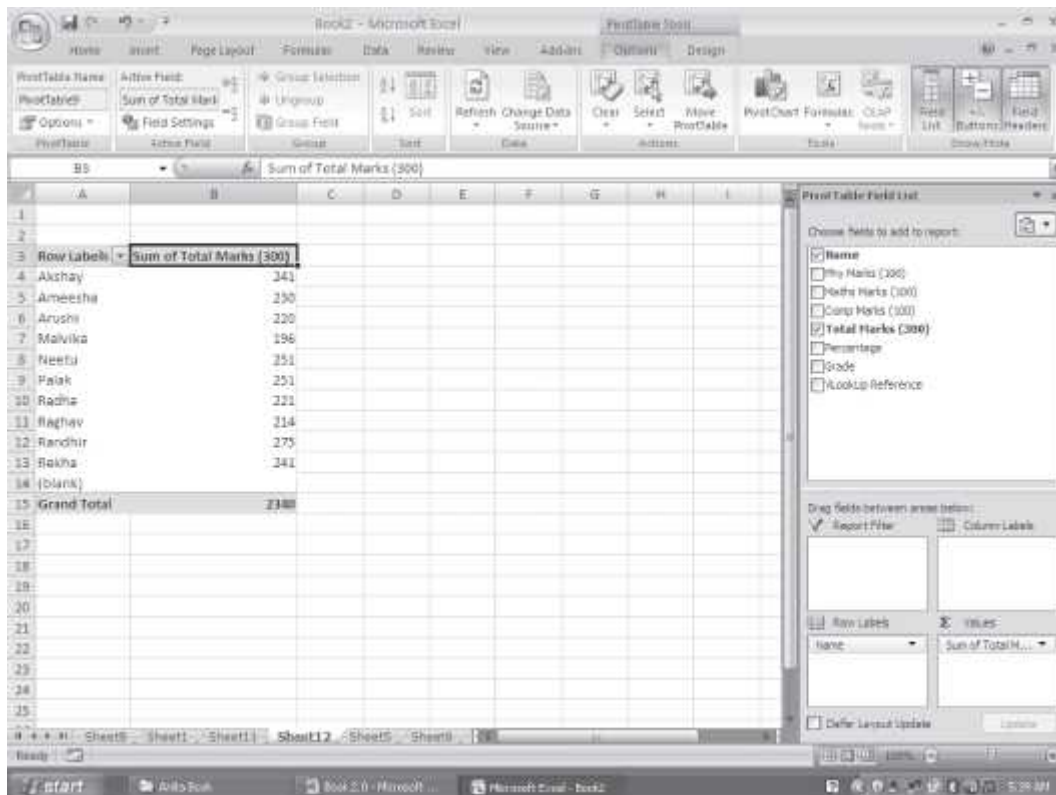 Book2 - Microsoft Excel
PivotTable Tools
Home Insert Page Layout Formulas Data Review View Add-Ins Options Design
PivotTable Name
PivotTable9
Options
PivotTable
Active Field:
Sum of Total Mark
Field Settings
Active Field
Group Selection
Ungroup
Group Field
Group
Sort
Sort
Refresh
Change Data Source
Data
Clear
Select
Move PivotTable
Actions
PivotChart
Formulas
OLAP tools
Tools
Field List
+/- Buttons
Field Headers
Show/Hide
B3
Sum of Total Marks (300)
A B C D E F G H I
1
2
3 Row Labels Sum of Total Marks (300)
4 Akshay 241
5 Ameesha 230
6 Arushi 220
7 Malvika 196
8 Neetu 251
9 Palak 251
10 Radha 221
11 Raghav 214
12 Randhir 275
13 Rekha 241
14 (blank)
15 Grand Total 2340
16
17
18
19
20
21
22
23
24
25
PivotTable Field List
Choose fields to add to report:
Name
Phy Marks (100)
Maths Marks (100)
Comp Marks (100)
Total Marks (300)
Percentage
Grade
VLookUp Reference
Drag fields between areas below:
Report Filter
Column Labels
Row Labels
Σ Values
Name
Sum of Total M...
Defer Layout Update
Update
Sheet1 Sheet11 Sheet12 Sheet5
Ready
100%
start
Anita Book
Book 2.0 - Microsoft ...
Microsoft Excel - Book2